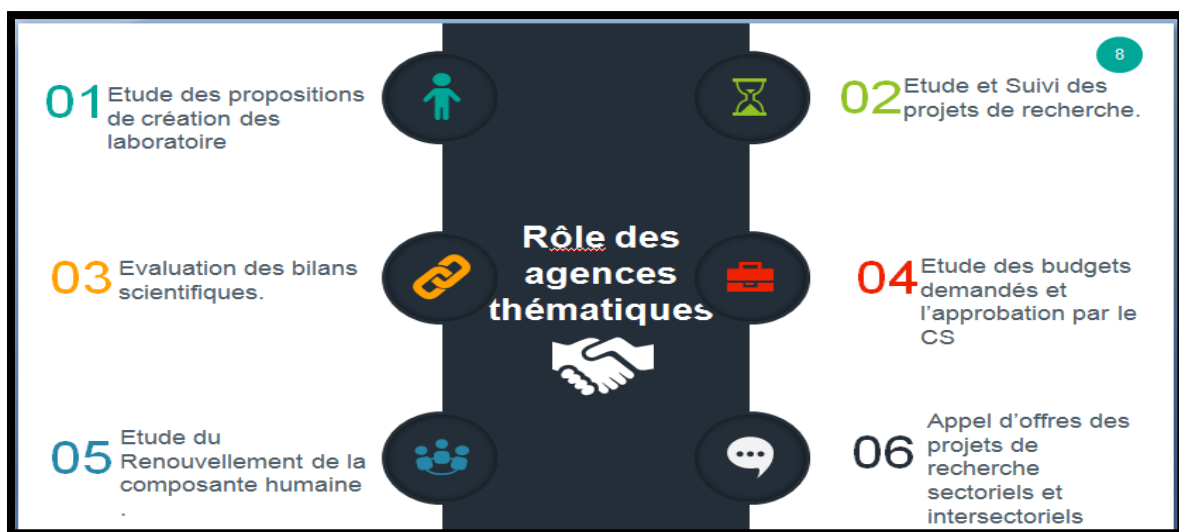 8
01
Etude des propositions
de création des
laboratoire
02
Etude et Suivi des
projets de recherche.
Rôle des
agences
thématiques
03
Evaluation des bilans
scientifiques.
04
Etude des budgets
demandés et
l’approbation par le
CS
05
Etude du
Renouvellement de la
composante humaine
.
06
Appel d’offres des
projets de
recherche
sectoriels et
intersectoriels